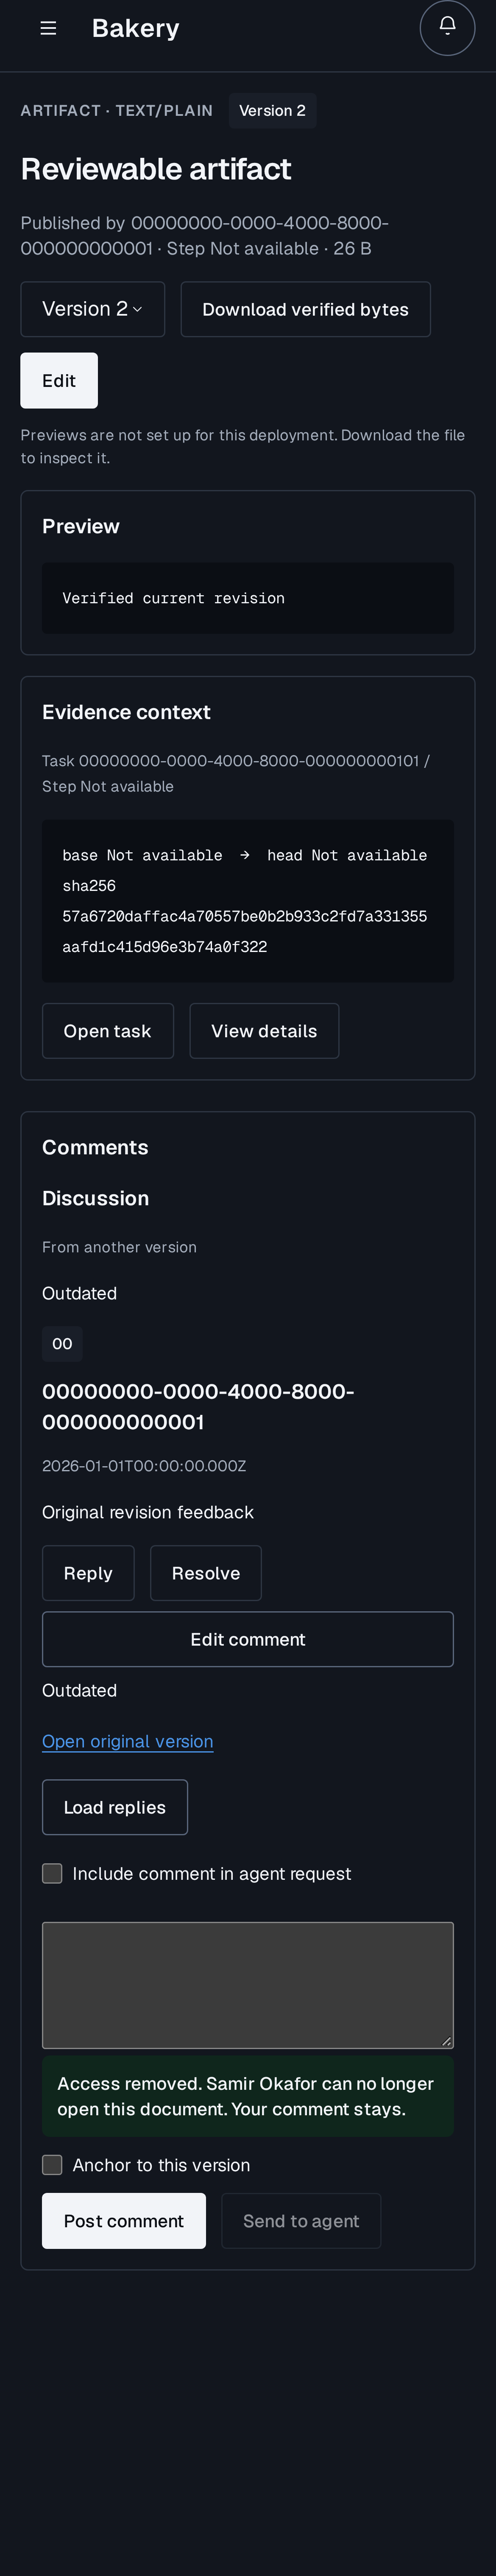 Bakery
ARTIFACT · TEXT/PLAIN Version 2
Reviewable artifact
Published by 00000000-0000-4000-8000-
000000000001 · Step Not available · 26 B
Version 2 Download verified bytes
Edit
Previews are not set up for this deployment. Download the file
to inspect it.
Preview
Verified current revision
Evidence context
Task 00000000-0000-4000-8000-000000000101 /
Step Not available
base Not available → head Not available
sha256
57a6720daffac4a70557be0b2b933c2fd7a331355
aafd1c415d96e3b74a0f322
Open task View details
Comments
Discussion
From another version
Outdated
00
00000000-0000-4000-8000-
000000000001
2026-01-01T00:00:00.000Z
Original revision feedback
Reply Resolve
Edit comment
Outdated
Open original version
Load replies
Include comment in agent request
Access removed. Samir Okafor can no longer
open this document. Your comment stays.
Anchor to this version
Post comment Send to agent